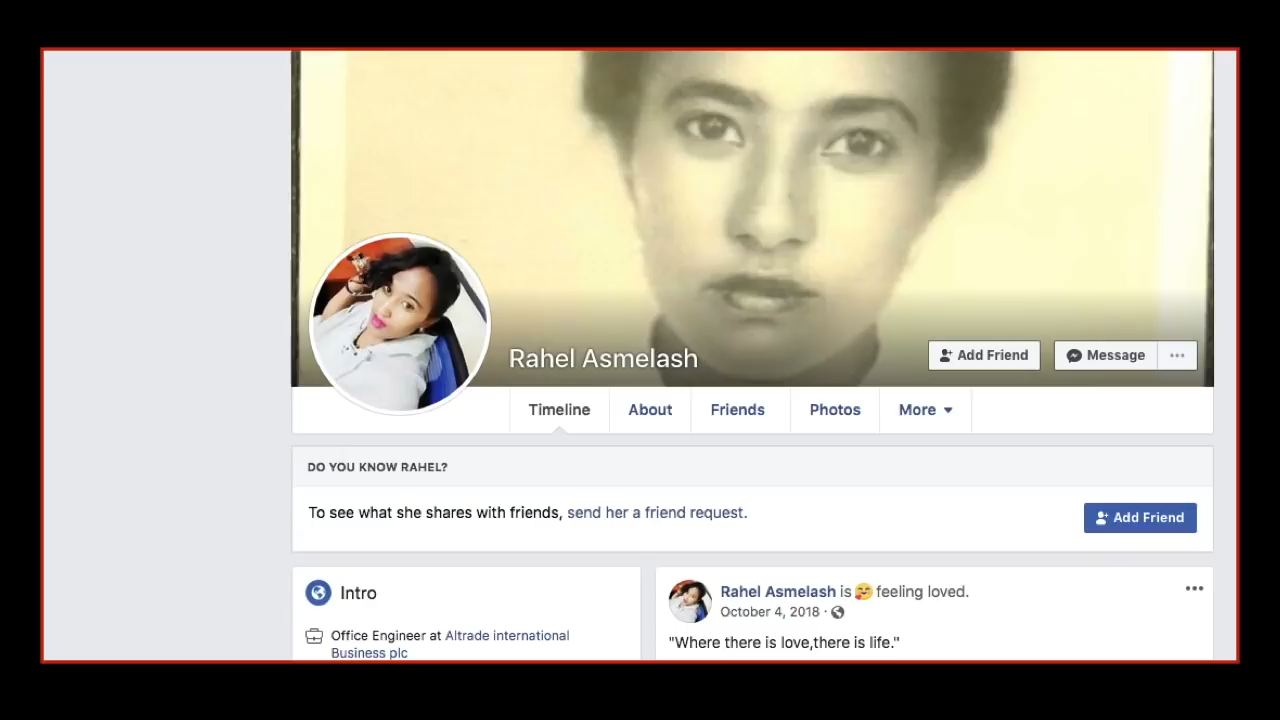 Rahel Asmelash
Add Friend
Message
Timeline
About
Friends
Photos
More
DO YOU KNOW RAHEL?
To see what she shares with friends, send her a friend request.
Add Friend
Intro
Office Engineer at Altrade international
Business plc
Rahel Asmelash is 🥰 feeling loved.
October 4, 2018 ·
"Where there is love,there is life."